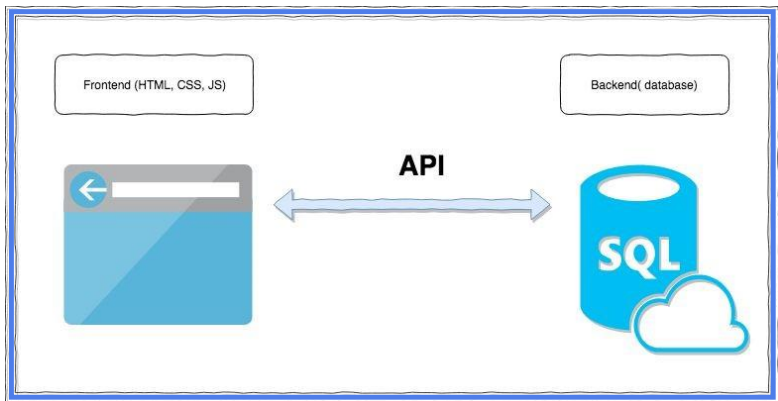 Frontend (HTML, CSS, JS)
Backend( database)
API
SQL